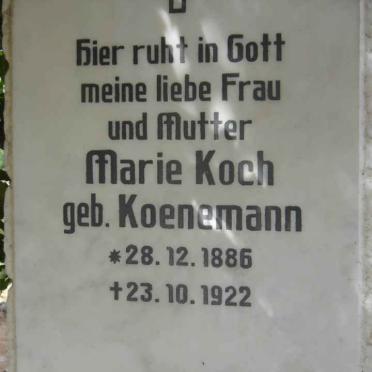 Hier ruht in Gott
meine liebe Frau
und Mutter
Marie Koch
geb. Koenemann
*28.12.1886
†23.10.1922